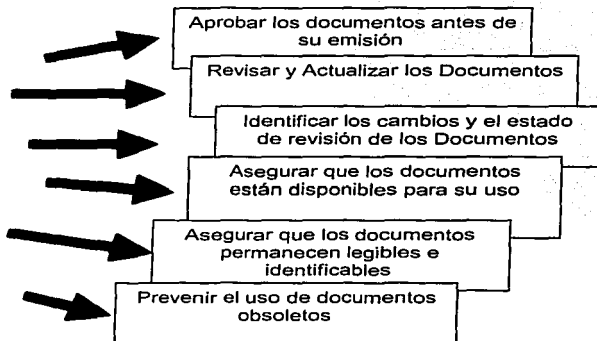 Aprobar los documentos antes de
su emisión
Revisar y Actualizar los Documentos
Identificar los cambios y el estado
de revisión de los Documentos
Asegurar que los documentos
están disponibles para su uso
Asegurar que los documentos
permanecen legibles e
identificables
Prevenir el uso de documentos
obsoletos